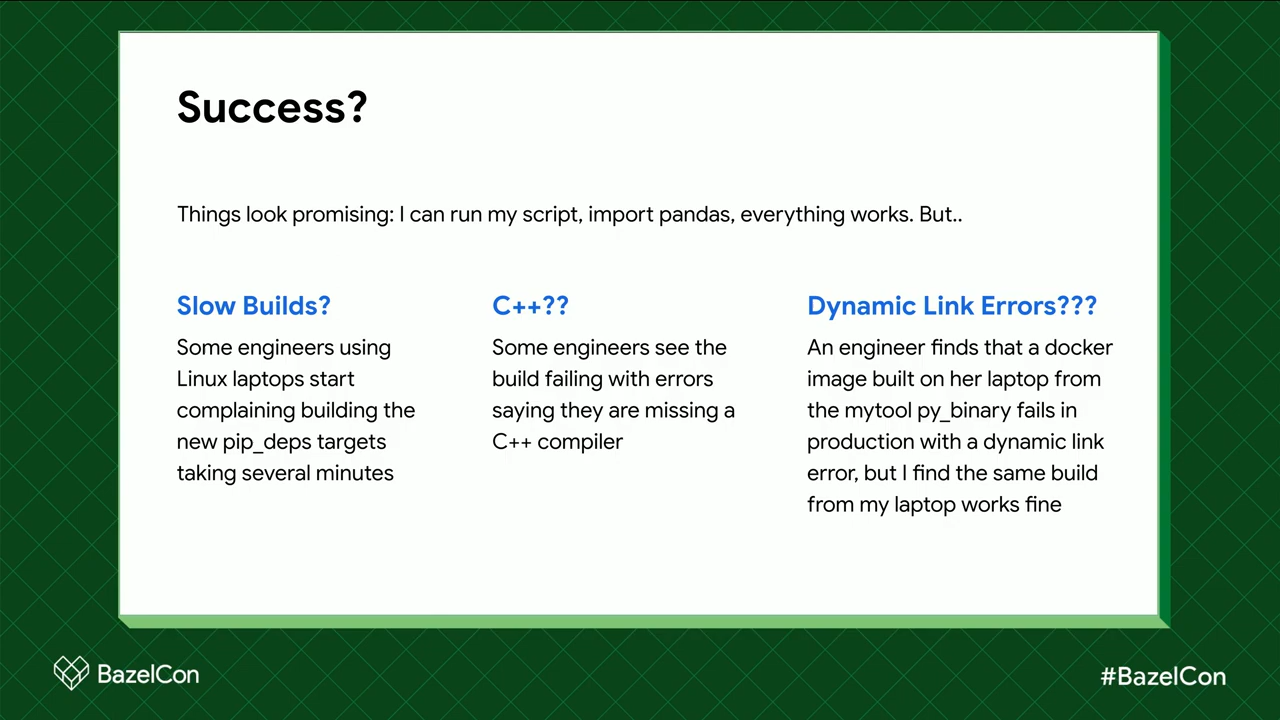 Success?
Things look promising: I can run my script, import pandas, everything works. But..
Slow Builds?
Some engineers using
Linux laptops start
complaining building the
new pip_deps targets
taking several minutes
C++??
Some engineers see the
build failing with errors
saying they are missing a
C++ compiler
Dynamic Link Errors???
An engineer finds that a docker
image built on her laptop from
the mytool py_binary fails in
production with a dynamic link
error, but I find the same build
from my laptop works fine
BazelCon
#BazelCon